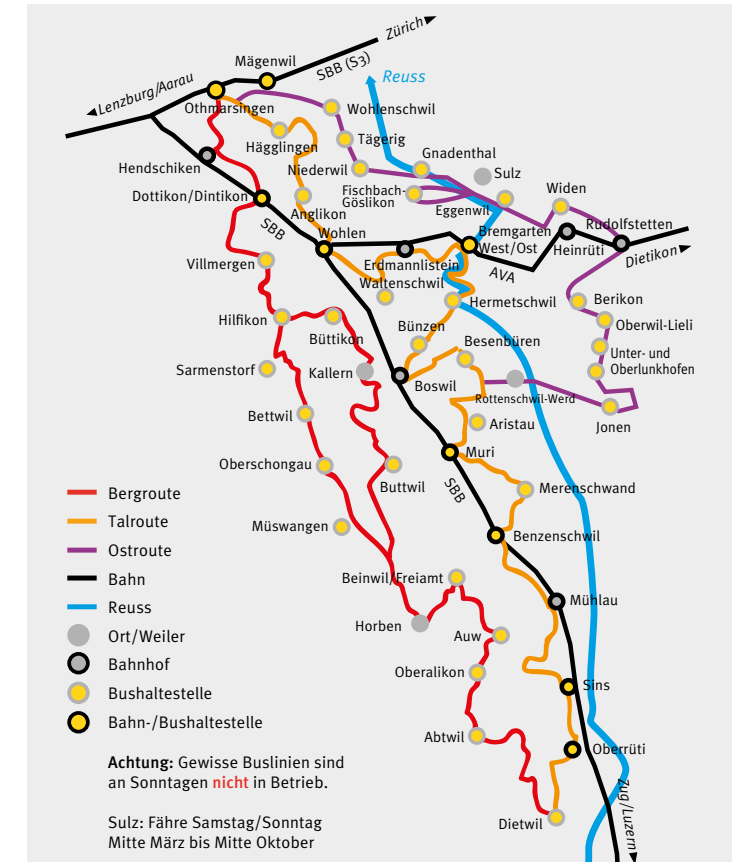 Zürich
Mägenwil
SBB (S3)
Reuss
Lenzburg/Aarau
Othmarsingen
Wohlenschwil
Hägglingen
Tägerig
Gnadenthal
Hendschiken
Niederwil
Sulz
Dottikon/Dintikon
Fischbach-
Göslikon
Widen
Anglikon
Eggenwil
SBB
Wohlen
Bremgarten
West/Ost
Rudolfstetten
Heinrüti
Dietikon
Villmergen
Erdmannlistein
AVA
Waltenschwil
Hermetschwil
Berikon
Hilfikon
Büttikon
Bünzen
Oberwil-Lieli
Besenbüren
Unter- und
Oberlunkhofen
Sarmenstorf
Kallern
Boswil
Rottenschwil-Werd
Bettwil
Aristau
Jonen
Oberschongau
Buttwil
Muri
SBB
Merenschwand
Müswangen
Benzenschwil
Beinwil/Freiamt
Mühlau
Horben
Auw
Oberalikon
Sins
Abtwil
Oberrüti
Zug/Luzern
Dietwil
Bergroute
Talroute
Ostroute
Bahn
Reuss
Ort/Weiler
Bahnhof
Bushaltestelle
Bahn-/Bushaltestelle
Achtung: Gewisse Buslinien sind
an Sonntagen nicht in Betrieb.
Sulz: Fähre Samstag/Sonntag
Mitte März bis Mitte Oktober